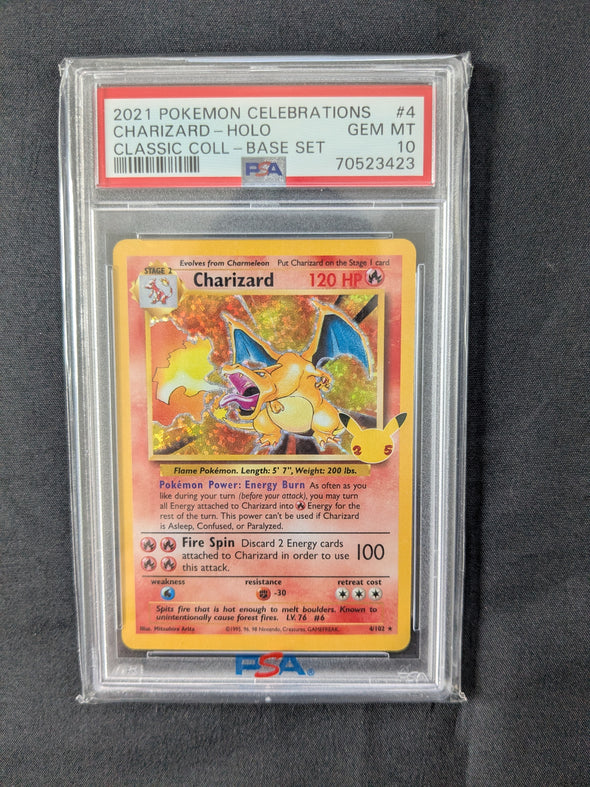 2021 POKEMON CELEBRATIONS #4
CHARIZARD - HOLO GEM MT
CLASSIC COLL - BASE SET 10
PSA 70523423
Evolves from Charmeleon Put Charizard on the Stage 1 card
STAGE 2
Charizard 120 HP
25
Flame Pokémon. Length: 5' 7", Weight: 200 lbs.
Pokémon Power: Energy Burn As often as you
like during your turn (before your attack), you may turn
all Energy attached to Charizard into Energy for the
rest of the turn. This power can't be used if Charizard
is Asleep, Confused, or Paralyzed.
Fire Spin Discard 2 Energy cards
attached to Charizard in order to use 100
this attack.
weakness resistance retreat cost
-30
Spits fire that is hot enough to melt boulders. Known to
unintentionally cause forest fires. LV. 76 #6
Illus. Mitsuhiro Arita ©1995, 96, 98 Nintendo, Creatures, GAMEFREAK. 4/102 ★
PSA®